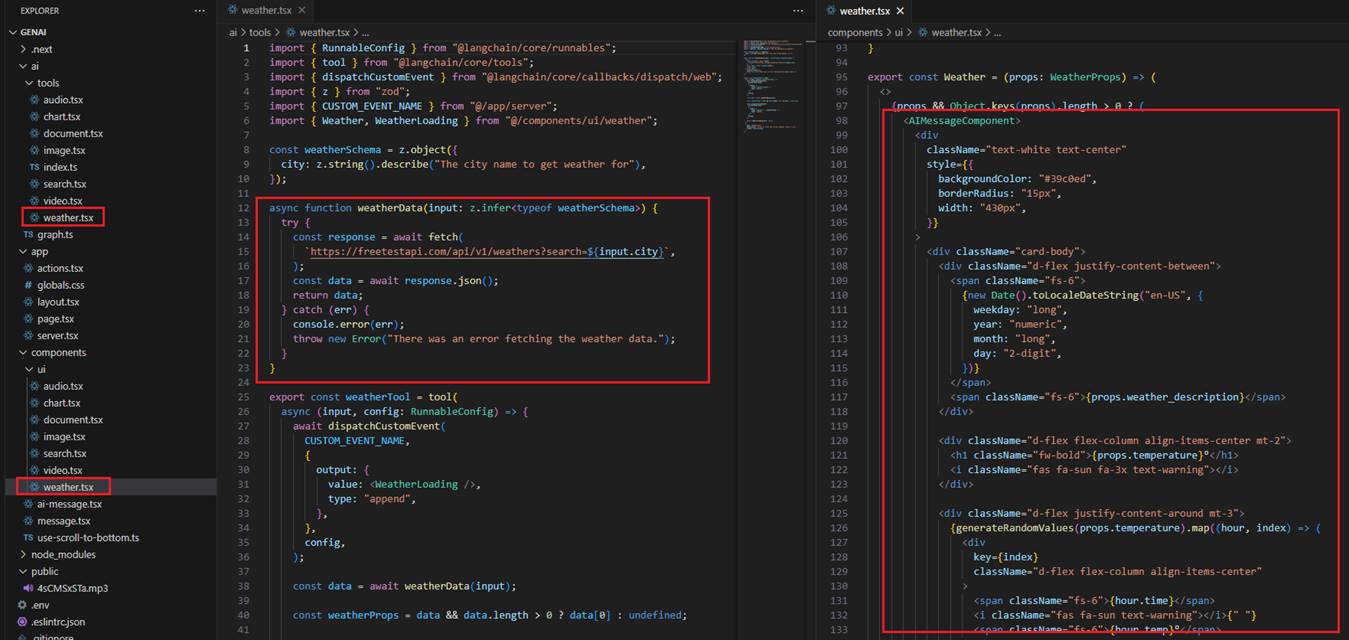 EXPLORER
GENAI
.next
ai
tools
audio.tsx
chart.tsx
document.tsx
image.tsx
TS index.ts
search.tsx
video.tsx
weather.tsx
TS graph.ts
app
actions.tsx
# globals.css
layout.tsx
page.tsx
server.tsx
components
ui
audio.tsx
chart.tsx
document.tsx
image.tsx
search.tsx
video.tsx
weather.tsx
ai-message.tsx
message.tsx
TS use-scroll-to-bottom.ts
node_modules
public
4sCMSxSTa.mp3
.env
.eslintrc.json
.gitignore
weather.tsx
ai > tools > weather.tsx > ...
1 import { RunnableConfig } from "@langchain/core/runnables";
2 import { tool } from "@langchain/core/tools";
3 import { dispatchCustomEvent } from "@langchain/core/callbacks/dispatch/web";
4 import { z } from "zod";
5 import { CUSTOM_EVENT_NAME } from "@/app/server";
6 import { Weather, WeatherLoading } from "@/components/ui/weather";
7
8 const weatherSchema = z.object({
9 city: z.string().describe("The city name to get weather for"),
10 });
11
12 async function weatherData(input: z.infer<typeof weatherSchema>) {
13 try {
14 const response = await fetch(
15 `https://freetestapi.com/api/v1/weathers?search=${input.city}`,
16 );
17 const data = await response.json();
18 return data;
19 } catch (err) {
20 console.error(err);
21 throw new Error("There was an error fetching the weather data.");
22 }
23 }
24
25 export const weatherTool = tool(
26 async (input, config: RunnableConfig) => {
27 await dispatchCustomEvent(
28 CUSTOM_EVENT_NAME,
29 {
30 output: {
31 value: <WeatherLoading />,
32 type: "append",
33 },
34 },
35 config,
36 );
37
38 const data = await weatherData(input);
39
40 const weatherProps = data && data.length > 0 ? data[0] : undefined;
41
weather.tsx
components > ui > weather.tsx > ...
93 }
94
95 export const Weather = (props: WeatherProps) => (
96 <>
97 {props && Object.keys(props).length > 0 ? (
98 <AIMessageComponent>
99 <div
100 className="text-white text-center"
101 style={{
102 backgroundColor: "#39c0ed",
103 borderRadius: "15px",
104 width: "430px",
105 }}
106 >
107 <div className="card-body">
108 <div className="d-flex justify-content-between">
109 <span className="fs-6">
110 {new Date().toLocaleDateString("en-US", {
111 weekday: "long",
112 year: "numeric",
113 month: "long",
114 day: "2-digit",
115 })}
116 </span>
117 <span className="fs-6">{props.weather_description}</span>
118 </div>
119
120 <div className="d-flex flex-column align-items-center mt-2">
121 <h1 className="fw-bold">{props.temperature}°</h1>
122 <i className="fas fa-sun fa-3x text-warning"></i>
123 </div>
124
125 <div className="d-flex justify-content-around mt-3">
126 {generateRandomValues(props.temperature).map((hour, index) => (
127 <div
128 key={index}
129 className="d-flex flex-column align-items-center"
130 >
131 <span className="fs-6">{hour.time}</span>
132 <i className="fas fa-sun text-warning"></i>{" "}
133 <span className="fs-6">{hour.temp}°</span>